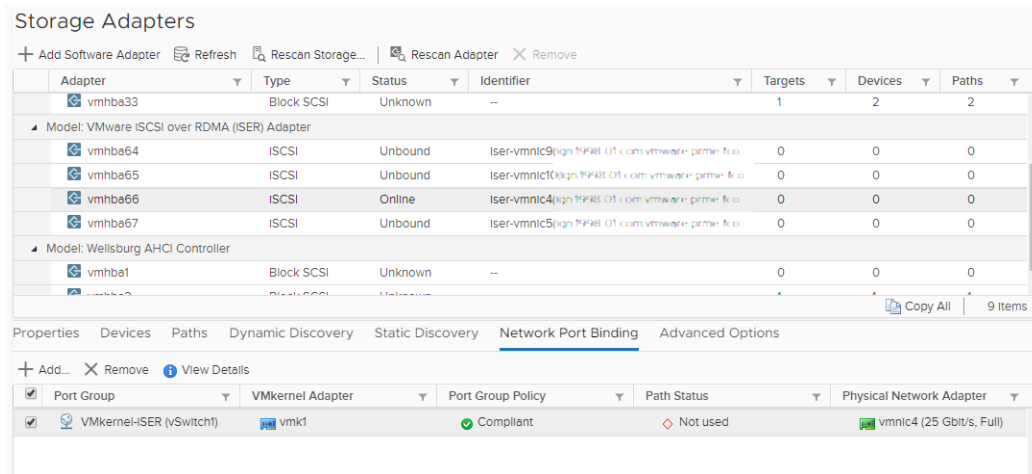 Storage Adapters
Add Software Adapter Refresh Rescan Storage... Rescan Adapter Remove
Adapter Type Status Identifier Targets Devices Paths
vmhba33 Block SCSI Unknown -- 1 2 2
Model: VMware iSCSI over RDMA (iSER) Adapter
vmhba64 iSCSI Unbound iser-vmnic9 0 0 0
vmhba65 iSCSI Unbound iser-vmnic10 0 0 0
vmhba66 iSCSI Online iser-vmnic4 0 0 0
vmhba67 iSCSI Unbound iser-vmnic5 0 0 0
Model: Wellsburg AHCI Controller
vmhba1 Block SCSI Unknown -- 0 0 0
Copy All 9 items
Properties Devices Paths Dynamic Discovery Static Discovery Network Port Binding Advanced Options
Add... Remove View Details
Port Group VMkernel Adapter Port Group Policy Path Status Physical Network Adapter
VMkernel-iSER (vSwitch1) vmk1 Compliant Not used vmnic4 (25 Gbit/s, Full)